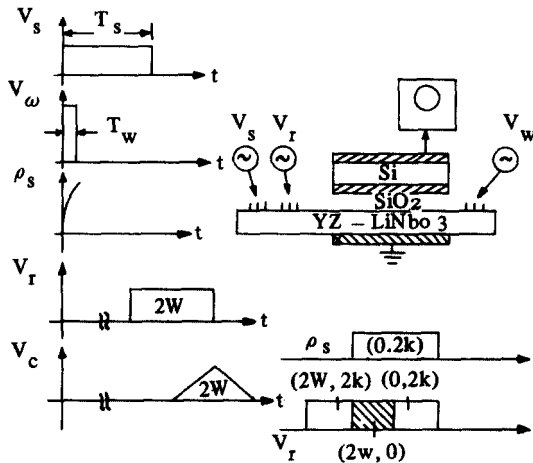 V_s
T_s
t
V_ω
T_w
t
ρ_s
t
V_r
2W
t
V_c
2W
t
V_s
V_r
V_w
~
~
~
Si
SiO2
YZ – LiNbo 3
ρ_s
(0.2k)
(2W, 2k) (0,2k)
V_r
(2w, 0)